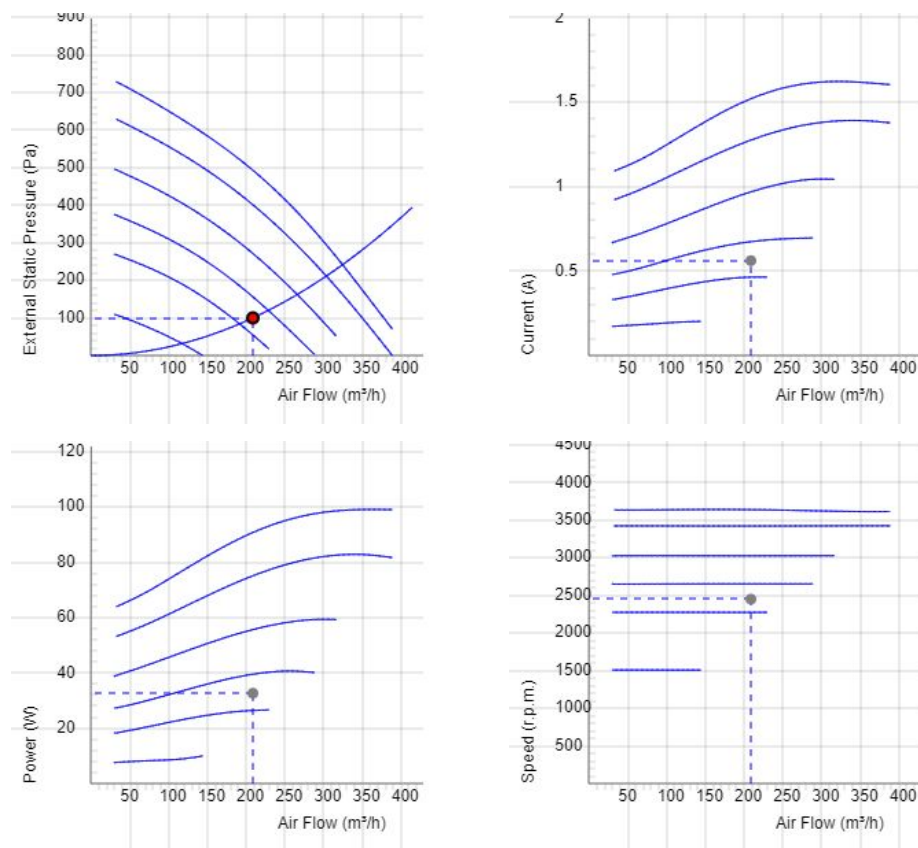 900
800
700
600
500
400
300
200
100
50 100 150 200 250 300 350 400
External Static Pressure (Pa)
Air Flow (m³/h)
2
1.5
1
0.5
50 100 150 200 250 300 350 400
Current (A)
Air Flow (m³/h)
120
100
80
60
40
20
50 100 150 200 250 300 350 400
Power (W)
Air Flow (m³/h)
4500
4000
3500
3000
2500
2000
1500
500
50 100 150 200 250 300 350 400
Speed (r.p.m.)
Air Flow (m³/h)